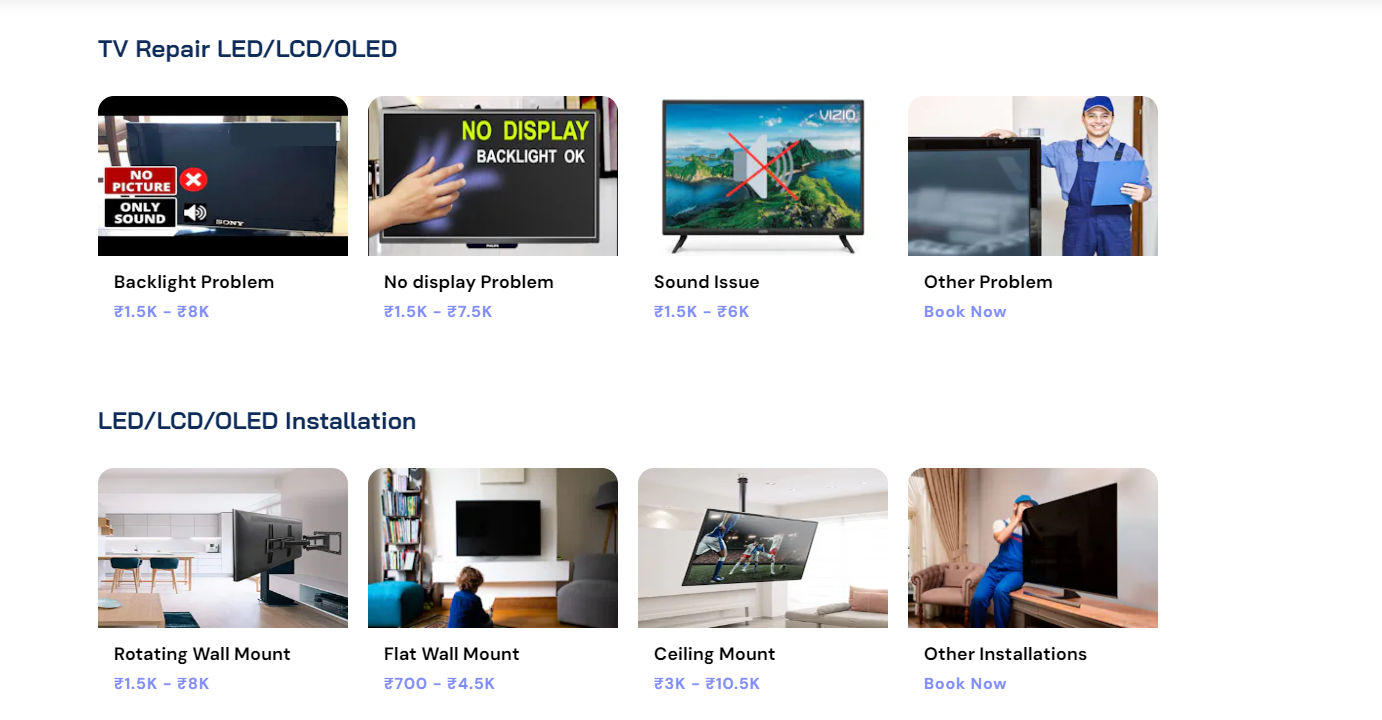 TV Repair LED/LCD/OLED
NO
PICTURE
ONLY
SOUND
SONY
NO DISPLAY
BACKLIGHT OK
PHILIPS
VIZIO
Backlight Problem
₹1.5K - ₹8K
No display Problem
₹1.5K - ₹7.5K
Sound Issue
₹1.5K - ₹6K
Other Problem
Book Now
LED/LCD/OLED Installation
Rotating Wall Mount
₹1.5K - ₹8K
Flat Wall Mount
₹700 - ₹4.5K
Ceiling Mount
₹3K - ₹10.5K
Other Installations
Book Now